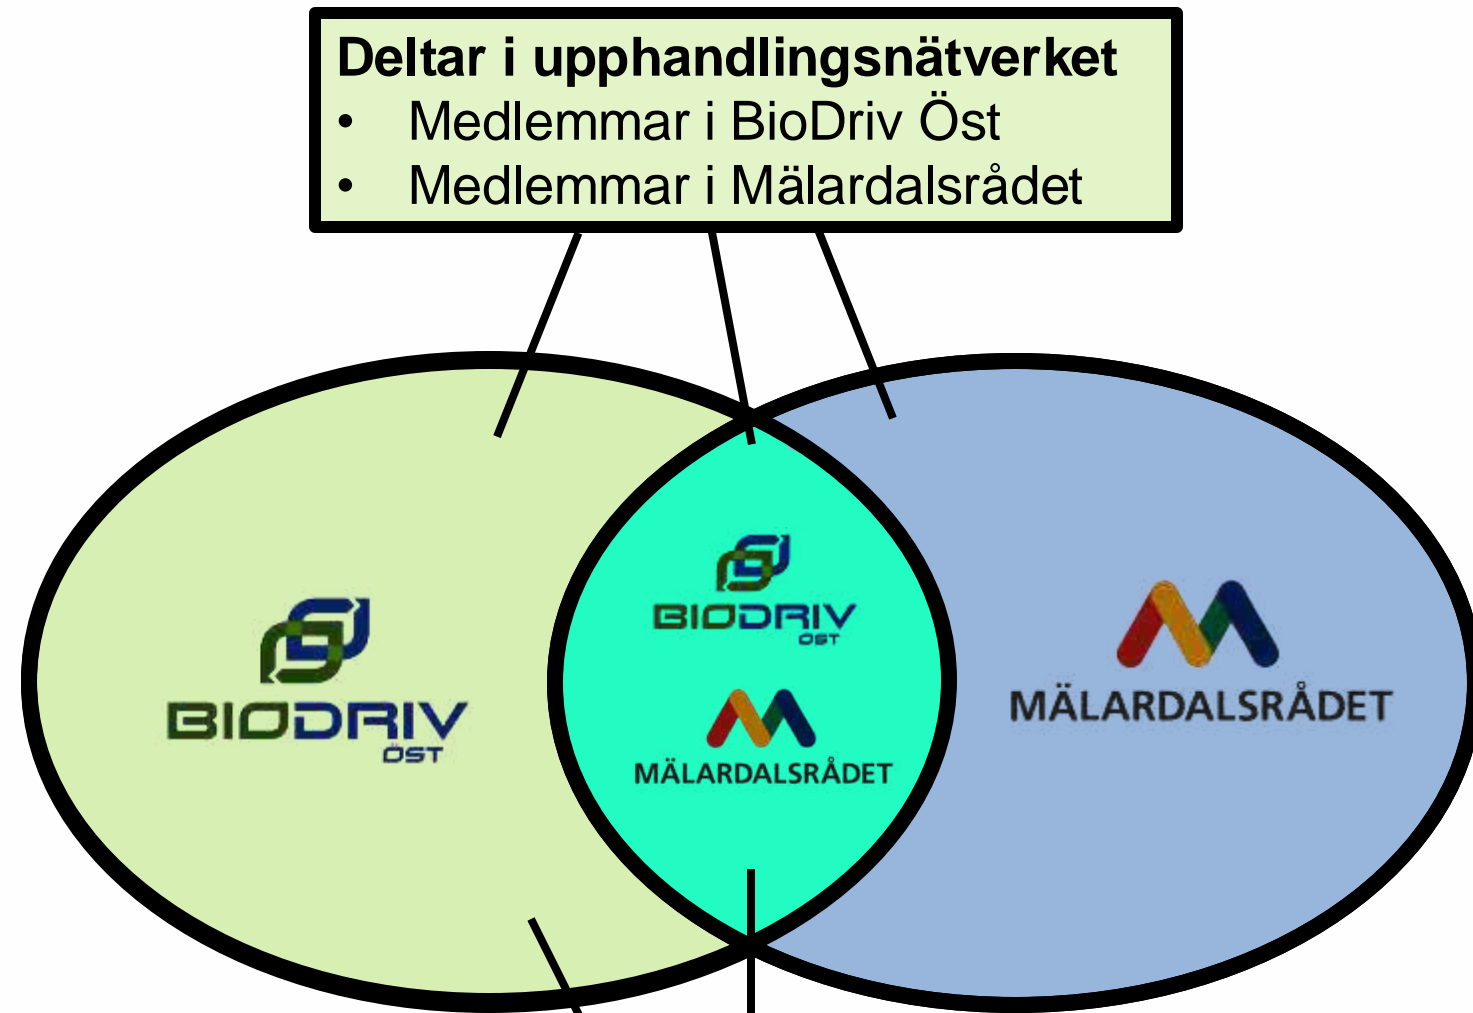 Deltar i upphandlingsnätverket
• Medlemmar i BioDriv Öst
• Medlemmar i Mälardalsrådet
BIODRIV
ÖST
BIODRIV
ÖST
MÄLARDALSRÅDET
MÄLARDALSRÅDET